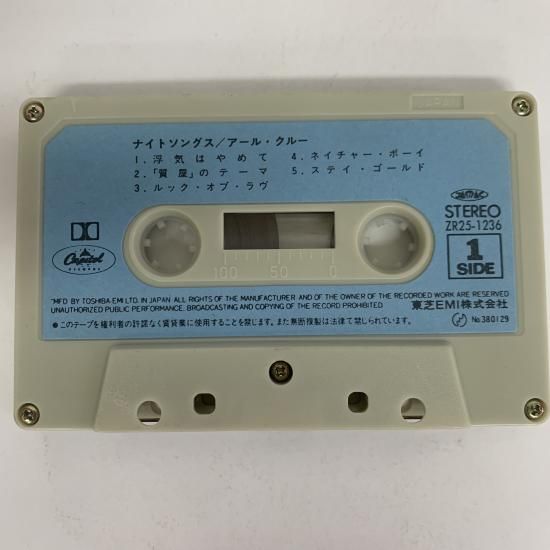 JAPAN
ナイトソングス/アール・クルー
1. 浮気はやめて
2. 「質屋」のテーマ
3. ルック・オブ・ラヴ
4. ネイチャー・ボーイ
5. ステイ・ゴールド
STEREO
ZR25-1236
1
SIDE
Capitol
RECORDS
100 50 0
*MFD BY TOSHIBA EMI LTD. IN JAPAN ALL RIGHTS OF THE MANUFACTURER AND OF THE OWNER OF THE RECORDED WORK ARE RESERVED
UNAUTHORIZED PUBLIC PERFORMANCE. BROADCASTING AND COPYING OF THE RECORD PROHIBITED. 東芝EMI株式会社
●このテープを権利者の許諾なく賃貸業に使用することを禁じます。また無断複製は法律で禁じられています。
No.380129